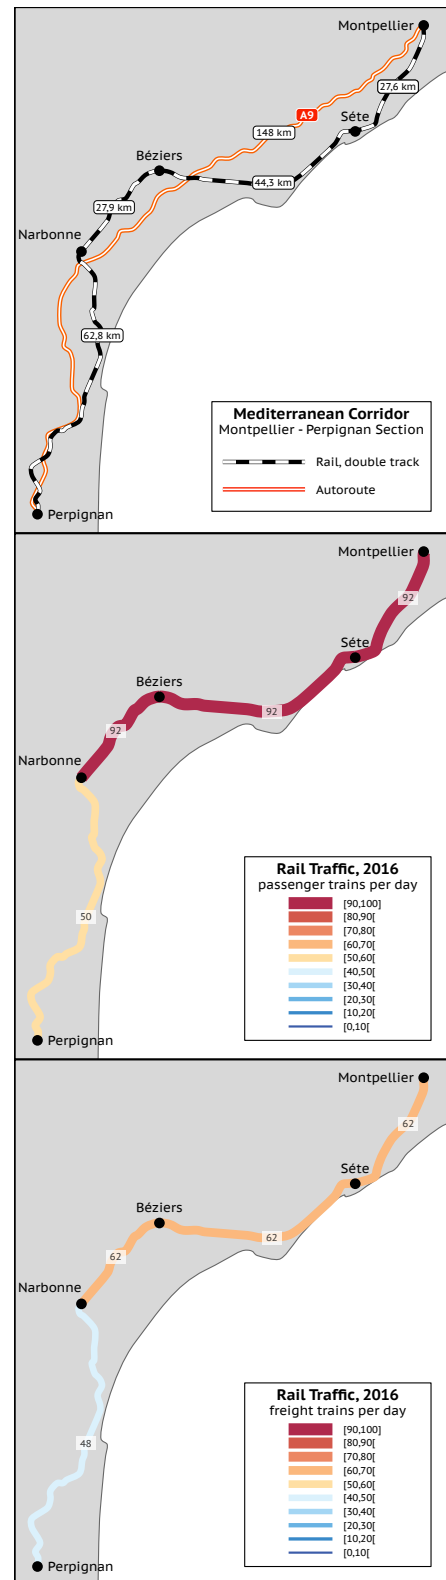 Montpellier
27,6 km
A9
148 km
Séte
Béziers
44,3 km
27,9 km
Narbonne
62,8 km
Mediterranean Corridor
Montpellier - Perpignan Section
Rail, double track
Autoroute
Perpignan
Montpellier
92
Séte
Béziers
92
92
Narbonne
50
Rail Traffic, 2016
passenger trains per day
[90,100]
[80,90[
[70,80[
[60,70[
[50,60[
[40,50[
[30,40[
[20,30[
[10,20[
[0,10[
Perpignan
Montpellier
62
Séte
Béziers
62
62
Narbonne
48
Rail Traffic, 2016
freight trains per day
[90,100]
[80,90[
[70,80[
[60,70[
[50,60[
[40,50[
[30,40[
[20,30[
[10,20[
[0,10[
Perpignan